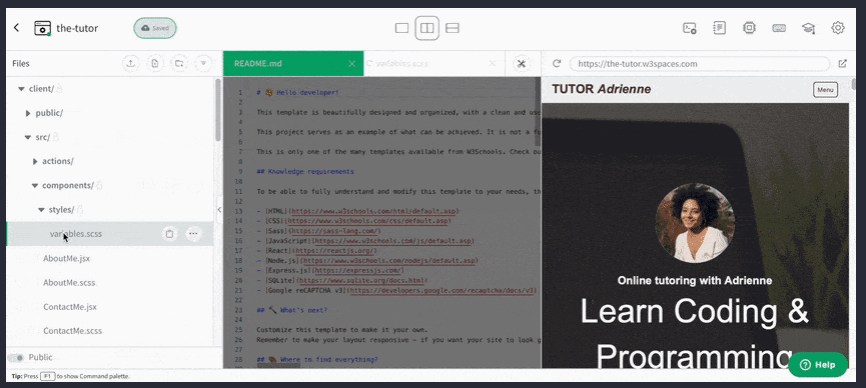 the-tutor
Saved
Files
README.md
variables.scss
https://the-tutor.w3spaces.com
client/
public/
src/
actions/
components/
styles/
variables.scss
AboutMe.jsx
AboutMe.scss
ContactMe.jsx
ContactMe.scss
Public
Tip: Press F1 to show Command palette.
1 # 👋 Hello developer!
2
3 This template is beautifully designed and organized, with a clean and
4
5 This project serves as an example of what can be achieved. It is not a
6
7 This is only one of the many templates available from W3Schools. Check
8
9 ## Knowledge requirements
10
11 To be able to fully understand and modify this template to your needs,
12
13 - [HTML](https://www.w3schools.com/html/default.asp)
14 - [CSS](https://www.w3schools.com/css/default.asp)
15 - [Sass](https://sass-lang.com/)
16 - [JavaScript](https://www.w3schools.com/js/default.asp)
17 - [React](https://reactjs.org/)
18 - [Node.js](https://www.w3schools.com/nodejs/default.asp)
19 - [Express.js](https://expressjs.com/)
20 - [SQLite](https://www.sqlite.org/docs.html)
21 - [Google reCAPTCHA v3](https://developers.google.com/recaptcha/docs/v3)
22
23 ## 🔨 What's next?
24
25 Customize this template to make it your own.
26 Remember to make your layout responsive - if you want your site to look
27
28 ## Where to find everything?
TUTOR Adrienne
Menu
Online tutoring with Adrienne
Learn Coding &
Programming
Help